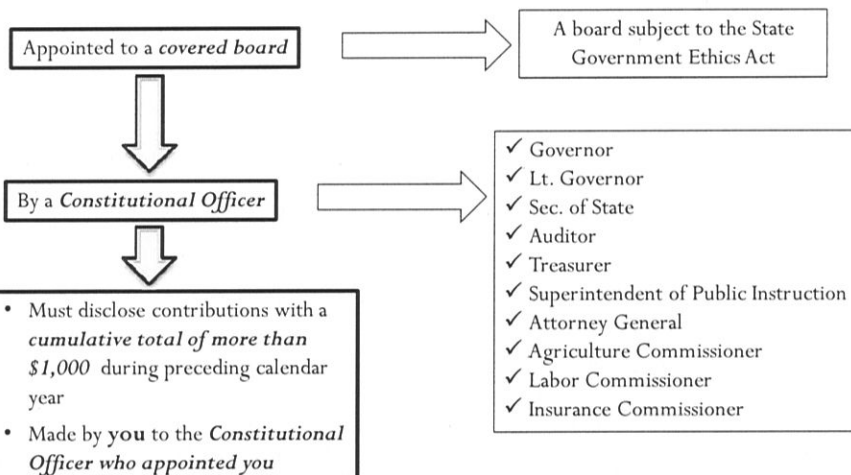 Appointed to a covered board
A board subject to the State
Government Ethics Act
By a Constitutional Officer
✓ Governor
✓ Lt. Governor
✓ Sec. of State
✓ Auditor
✓ Treasurer
✓ Superintendent of Public Instruction
✓ Attorney General
✓ Agriculture Commissioner
✓ Labor Commissioner
✓ Insurance Commissioner
• Must disclose contributions with a
cumulative total of more than
$1,000 during preceding calendar
year
• Made by you to the Constitutional
Officer who appointed you